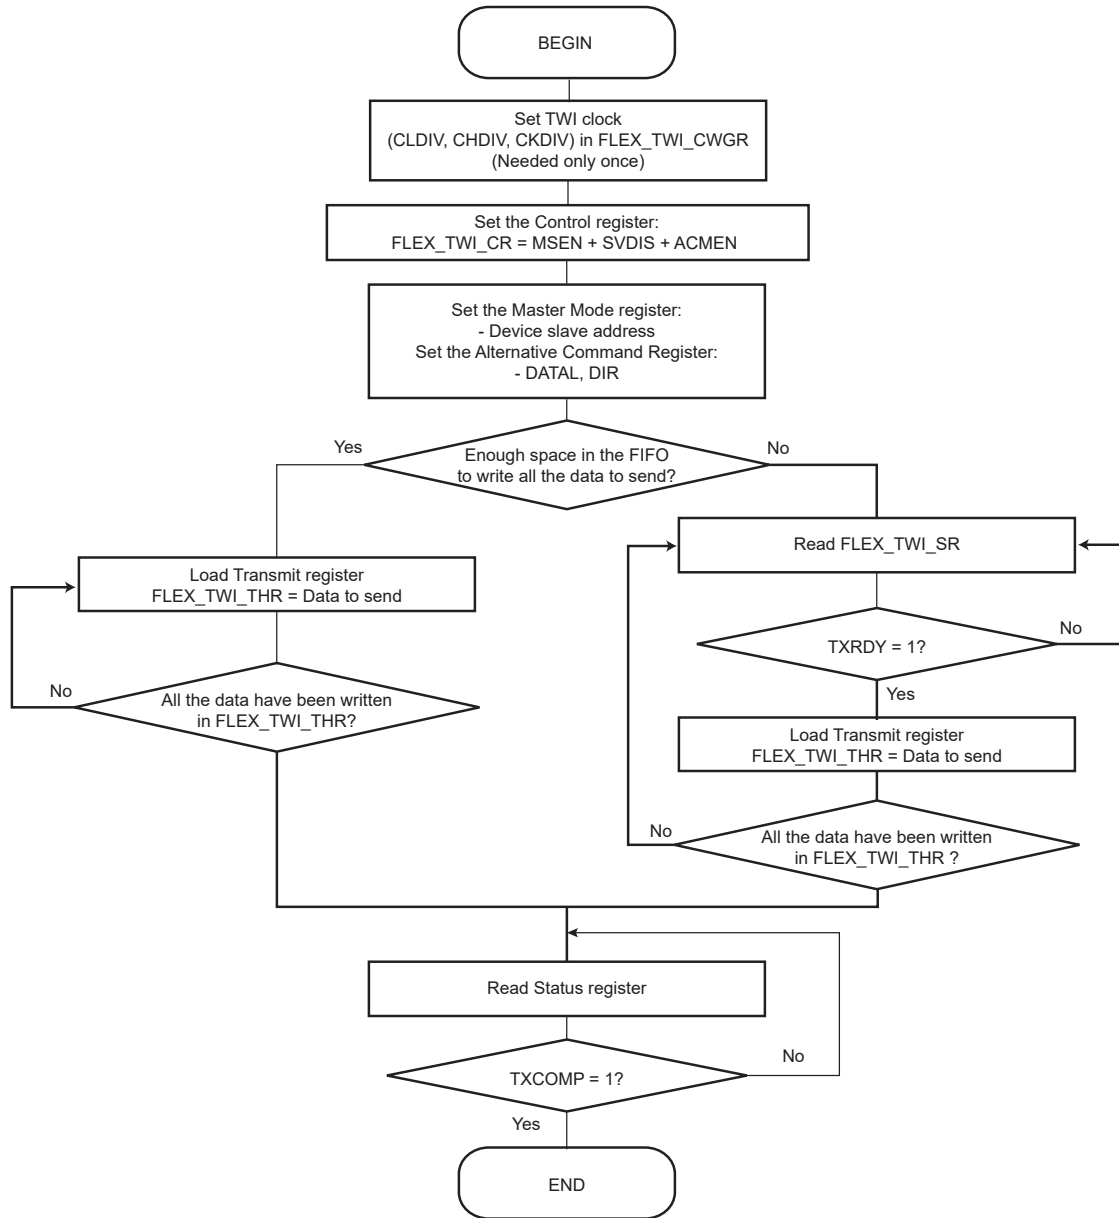 BEGIN
Set TWI clock
(CLDIV, CHDIV, CKDIV) in FLEX_TWI_CWGR
(Needed only once)
Set the Control register:
FLEX_TWI_CR = MSEN + SVDIS + ACMEN
Set the Master Mode register:
- Device slave address
Set the Alternative Command Register:
- DATAL, DIR
Yes
Enough space in the FIFO
to write all the data to send?
No
Load Transmit register
FLEX_TWI_THR = Data to send
No
All the data have been written
in FLEX_TWI_THR?
Read FLEX_TWI_SR
TXRDY = 1?
No
Yes
Load Transmit register
FLEX_TWI_THR = Data to send
No
All the data have been written
in FLEX_TWI_THR ?
Read Status register
TXCOMP = 1?
No
Yes
END